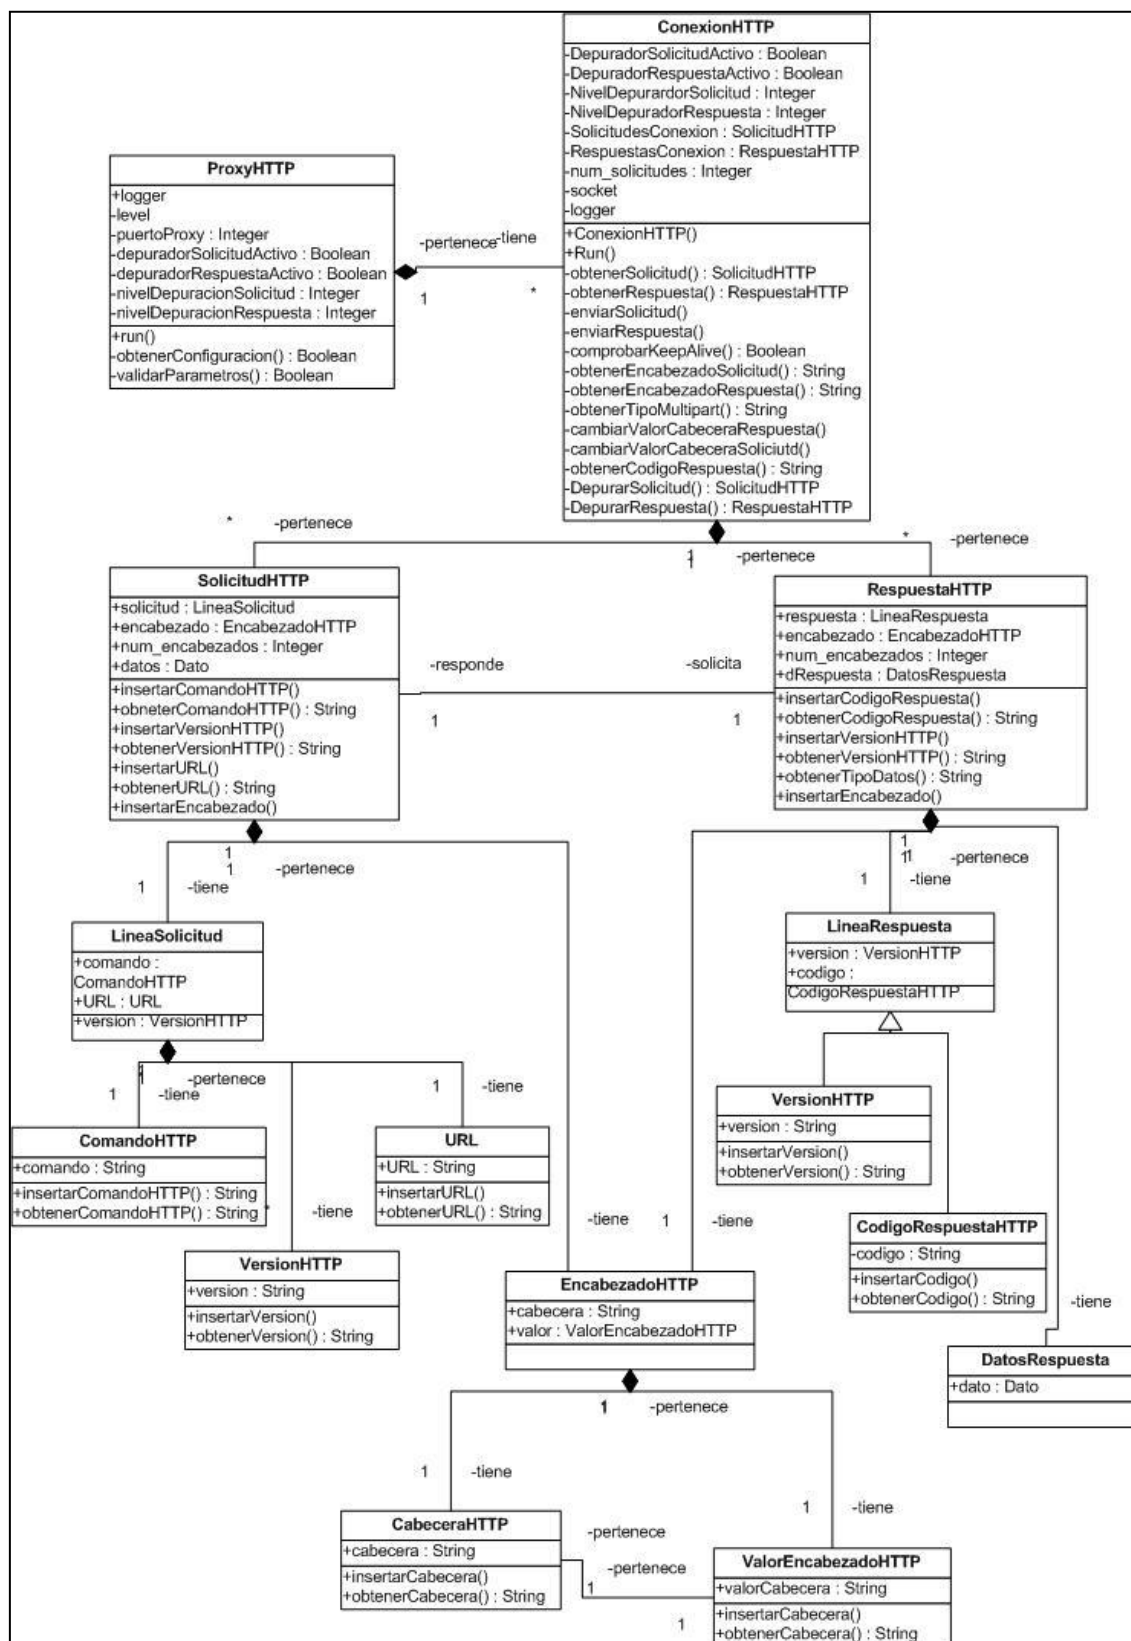 ConexionHTTP
-DepuradorSolicitudActivo : Boolean
-DepuradorRespuestaActivo : Boolean
-NivelDepurardorSolicitud : Integer
-NivelDepuradorRespuesta : Integer
-SolicitudesConexion : SolicitudHTTP
-RespuestasConexion : RespuestaHTTP
-num_solicitudes : Integer
-socket
-logger
+ConexionHTTP()
+Run()
-obtenerSolicitud() : SolicitudHTTP
-obtenerRespuesta() : RespuestaHTTP
-enviarSolicitud()
-enviarRespuesta()
-comprobarKeepAlive() : Boolean
-obtenerEncabezadoSolicitud() : String
-obtenerEncabezadoRespuesta() : String
-obtenerTipoMultipart() : String
-cambiarValorCabeceraRespuesta()
-cambiarValorCabeceraSoliciutd()
-obtenerCodigoRespuesta() : String
-DepurarSolicitud() : SolicitudHTTP
-DepurarRespuesta() : RespuestaHTTP
ProxyHTTP
+logger
-level
-puertoProxy : Integer
-depuradorSolicitudActivo : Boolean
-depuradorRespuestaActivo : Boolean
-nivelDepuracionSolicitud : Integer
-nivelDepuracionRespuesta : Integer
+run()
-obtenerConfiguracion() : Boolean
-validarParametros() : Boolean
-pertenece
-tiene
1
*
*
-pertenece
1
1
-pertenece
*
-pertenece
SolicitudHTTP
+solicitud : LineaSolicitud
+encabezado : EncabezadoHTTP
+num_encabezados : Integer
+datos : Dato
+insertarComandoHTTP()
+obneterComandoHTTP() : String
+insertarVersionHTTP()
+obtenerVersionHTTP() : String
+insertarURL()
+obtenerURL() : String
+insertarEncabezado()
-responde
-solicita
1
1
RespuestaHTTP
+respuesta : LineaRespuesta
+encabezado : EncabezadoHTTP
+num_encabezados : Integer
+dRespuesta : DatosRespuesta
+insertarCodigoRespuesta()
+obtenerCodigoRespuesta() : String
+insertarVersionHTTP()
+obtenerVersionHTTP() : String
+obtenerTipoDatos() : String
+insertarEncabezado()
1
1
-pertenece
1
-tiene
1
1
1
-pertenece
1
-tiene
LineaSolicitud
+comando :
ComandoHTTP
+URL : URL
+version : VersionHTTP
LineaRespuesta
+version : VersionHTTP
+codigo :
CodigoRespuestaHTTP
1
1
-pertenece
1
-tiene
1
-tiene
ComandoHTTP
+comando : String
+insertarComandoHTTP() : String
+obtenerComandoHTTP() : String
URL
+URL : String
+insertarURL()
+obtenerURL() : String
VersionHTTP
+version : String
+insertarVersion()
+obtenerVersion() : String
*
-tiene
-tiene
1
-tiene
VersionHTTP
+version : String
+insertarVersion()
+obtenerVersion() : String
CodigoRespuestaHTTP
-codigo : String
+insertarCodigo()
+obtenerCodigo() : String
-tiene
EncabezadoHTTP
+cabecera : String
+valor : ValorEncabezadoHTTP
DatosRespuesta
+dato : Dato
1
1
-pertenece
1
-tiene
1
-tiene
CabeceraHTTP
+cabecera : String
+insertarCabecera()
+obtenerCabecera() : String
-pertenece
-pertenece
1
1
ValorEncabezadoHTTP
+valorCabecera : String
+insertarCabecera()
+obtenerCabecera() : String